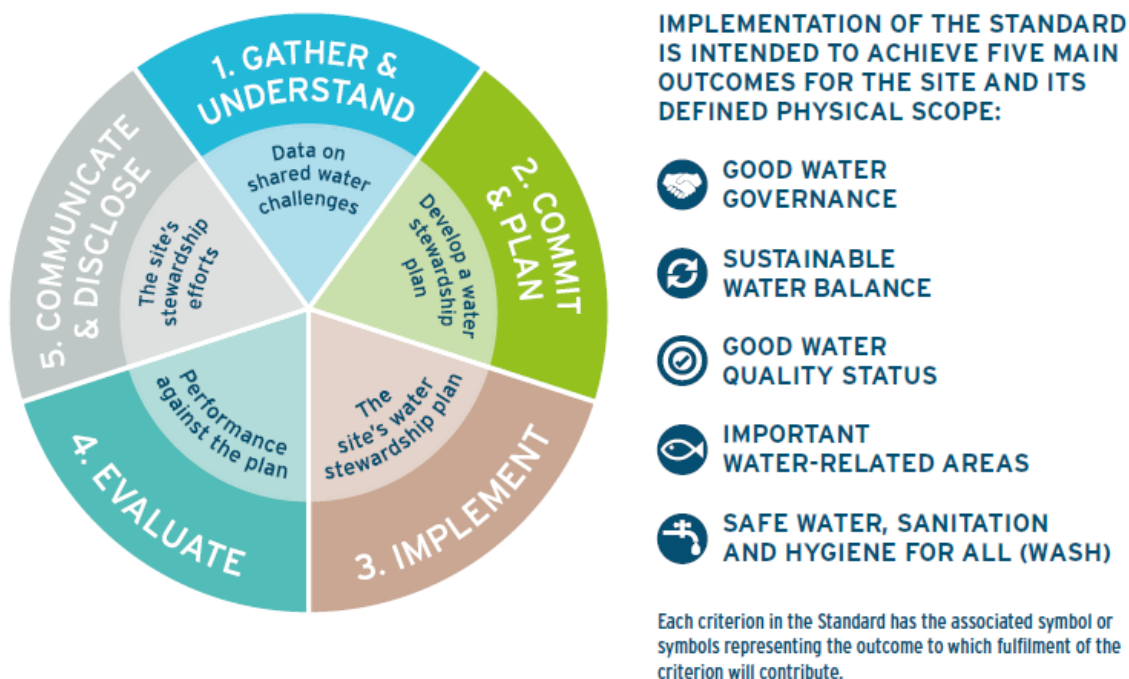 1. GATHER &
UNDERSTAND
Data on
shared water
challenges
2. COMMIT
& PLAN
Develop a water
stewardship
plan
3. IMPLEMENT
The
site's water
stewardship plan
4. EVALUATE
Performance
against the plan
5. COMMUNICATE
& DISCLOSE
The site's
stewardship
efforts
IMPLEMENTATION OF THE STANDARD
IS INTENDED TO ACHIEVE FIVE MAIN
OUTCOMES FOR THE SITE AND ITS
DEFINED PHYSICAL SCOPE:
GOOD WATER
GOVERNANCE
SUSTAINABLE
WATER BALANCE
GOOD WATER
QUALITY STATUS
IMPORTANT
WATER-RELATED AREAS
SAFE WATER, SANITATION
AND HYGIENE FOR ALL (WASH)
Each criterion in the Standard has the associated symbol or
symbols representing the outcome to which fulfilment of the
criterion will contribute.